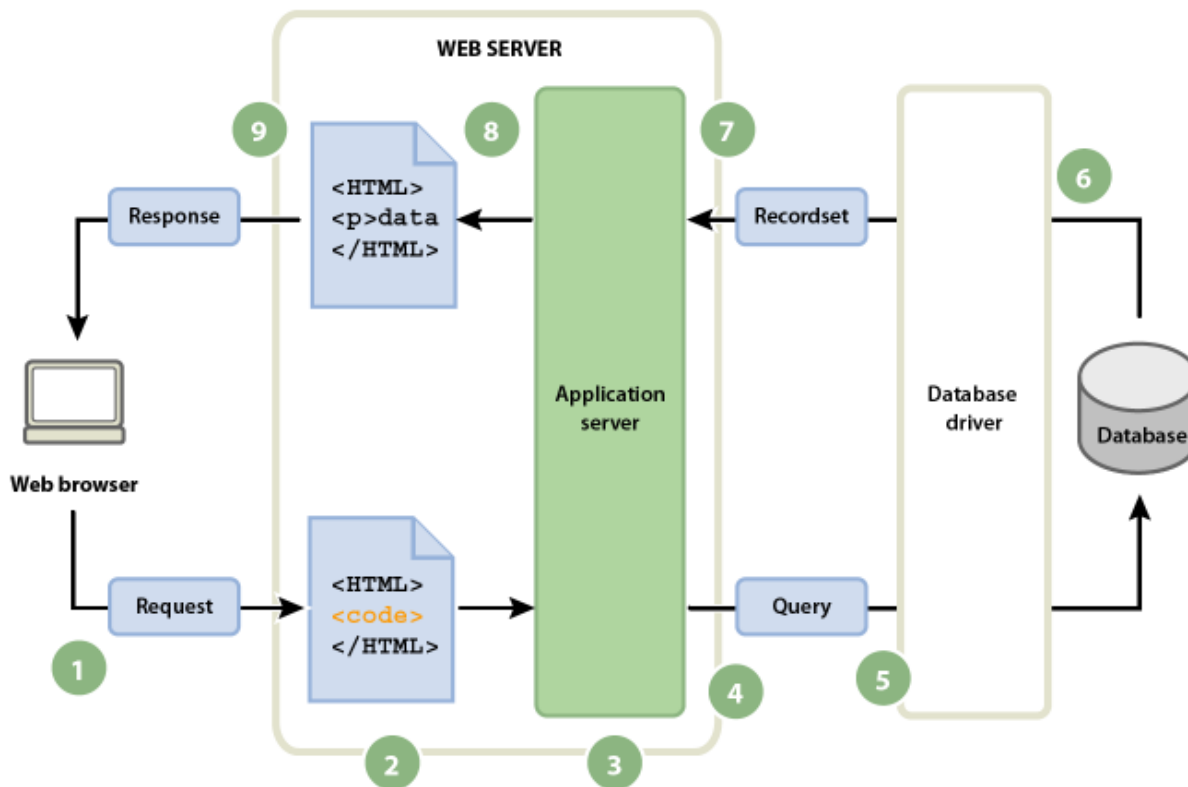 WEB SERVER
9
8
7
6
<HTML>
<p>data
</HTML>
Response
Recordset
Application
server
Database
driver
Database
Web browser
<HTML>
<code>
</HTML>
Request
Query
1
2
3
4
5